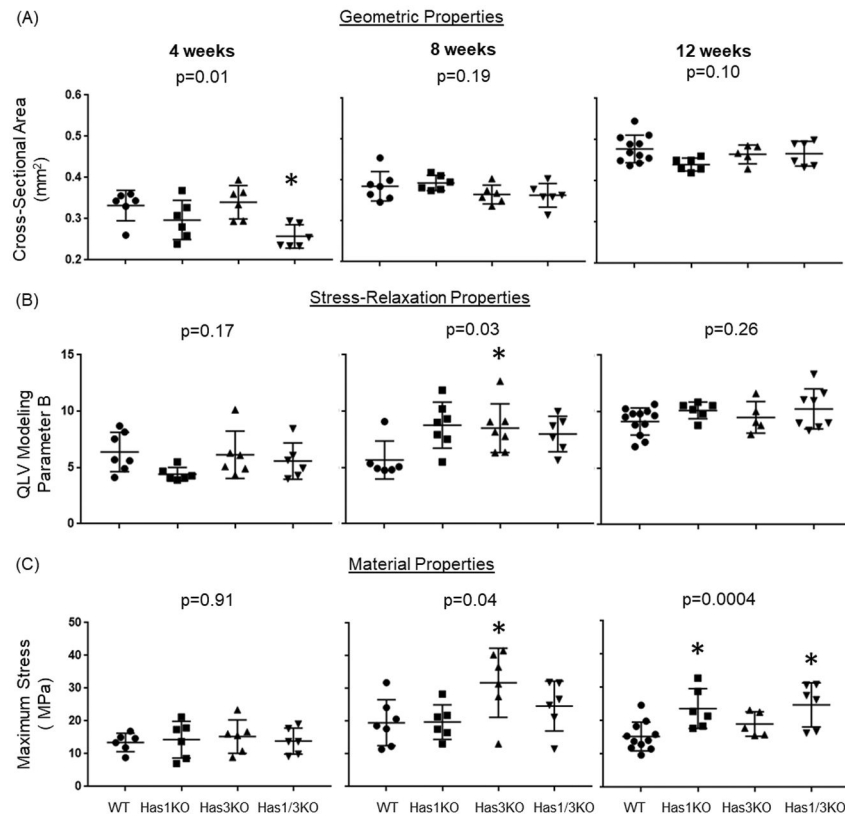 (A)
Geometric Properties
4 weeks
8 weeks
12 weeks
p=0.01
p=0.19
p=0.10
Cross-Sectional Area
(mm²)
0.6
0.5
0.4
0.3
0.2
*
(B)
Stress-Relaxation Properties
p=0.17
p=0.03
p=0.26
QLV Modeling
Parameter B
15
10
5
0
*
(C)
Material Properties
p=0.91
p=0.04
p=0.0004
Maximum Stress
( MPa)
50
40
30
20
10
0
*
*
*
WT Has1KO Has3KO Has1/3KO
WT Has1KO Has3KO Has1/3KO
WT Has1KO Has3KO Has1/3KO